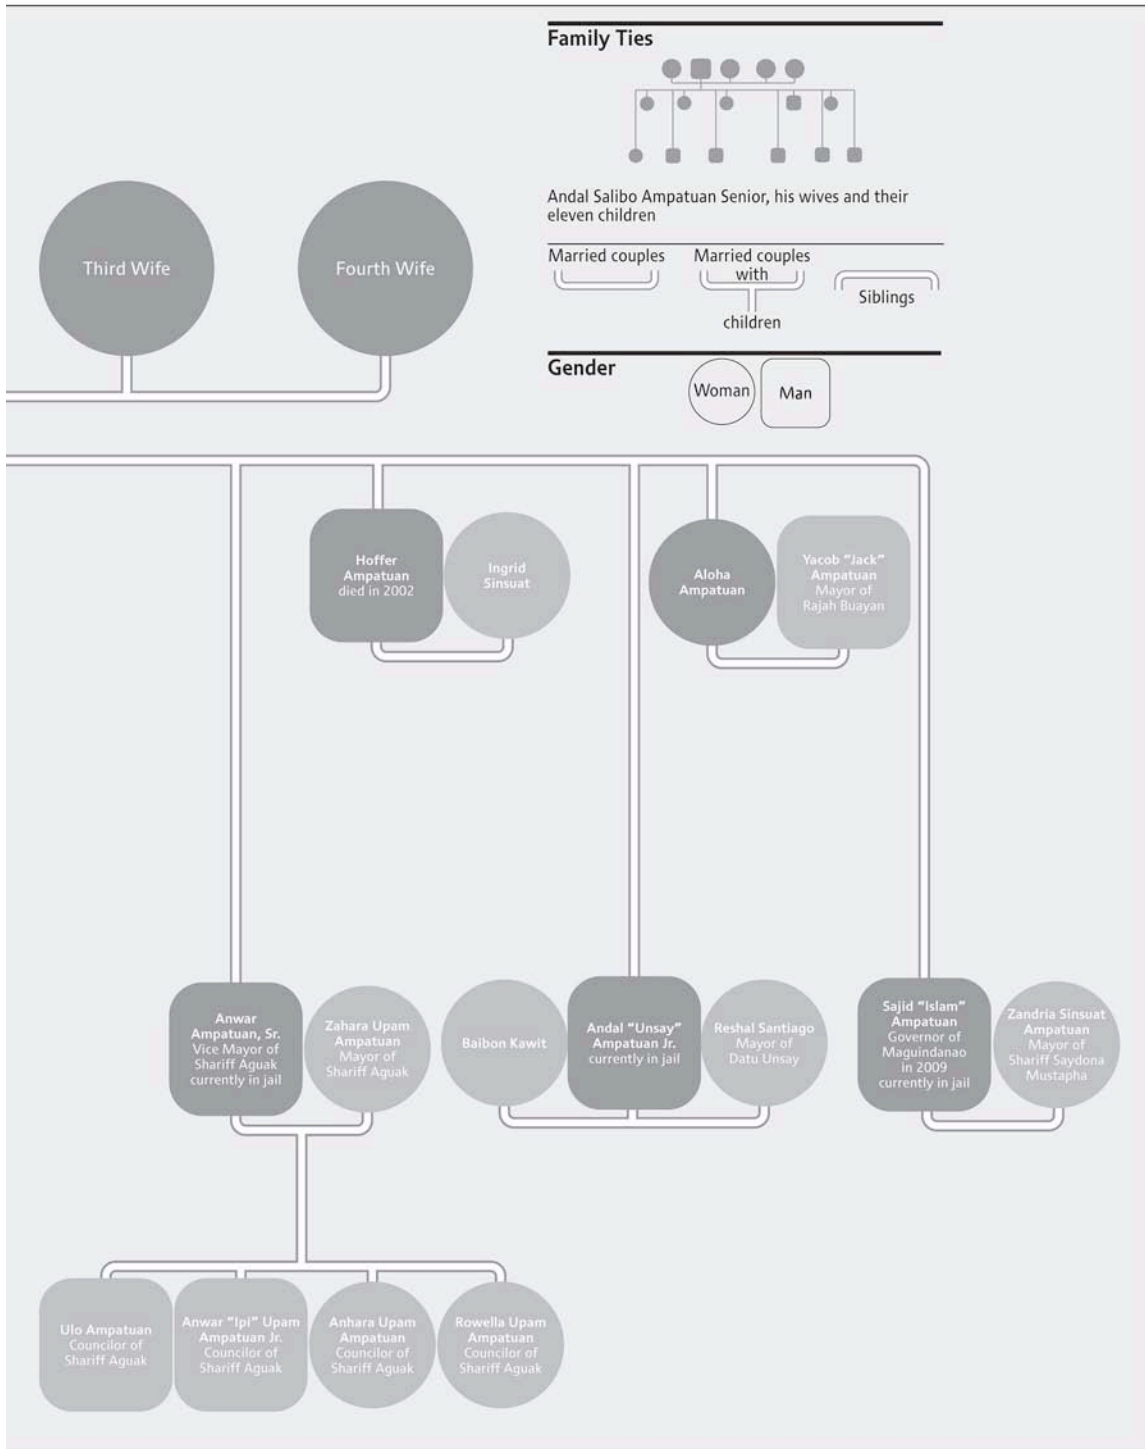 Family Ties
Andal Salibo Ampatuan Senior, his wives and their
eleven children
Married couples
Married couples
with
children
Siblings
Gender
Woman
Man
Third Wife
Fourth Wife
Hoffer
Ampatuan
died in 2002
Ingrid
Sinsuat
Aloha
Ampatuan
Yacob "Jack"
Ampatuan
Mayor of
Rajah Buayan
Anwar
Ampatuan, Sr.
Vice Mayor of
Shariff Aguak
currently in jail
Zahara Upam
Ampatuan
Mayor of
Shariff Aguak
Baibon Kawit
Andal "Unsay"
Ampatuan Jr.
currently in jail
Reshal Santiago
Mayor of
Datu Unsay
Sajid "Islam"
Ampatuan
Governor of
Maguindanao
in 2009
currently in jail
Zandria Sinsuat
Ampatuan
Mayor of
Shariff Saydona
Mustapha
Ulo Ampatuan
Councilor of
Shariff Aguak
Anwar "Ipi" Upam
Ampatuan Jr.
Councilor of
Shariff Aguak
Anhara Upam
Ampatuan
Councilor of
Shariff Aguak
Rowella Upam
Ampatuan
Councilor of
Shariff Aguak